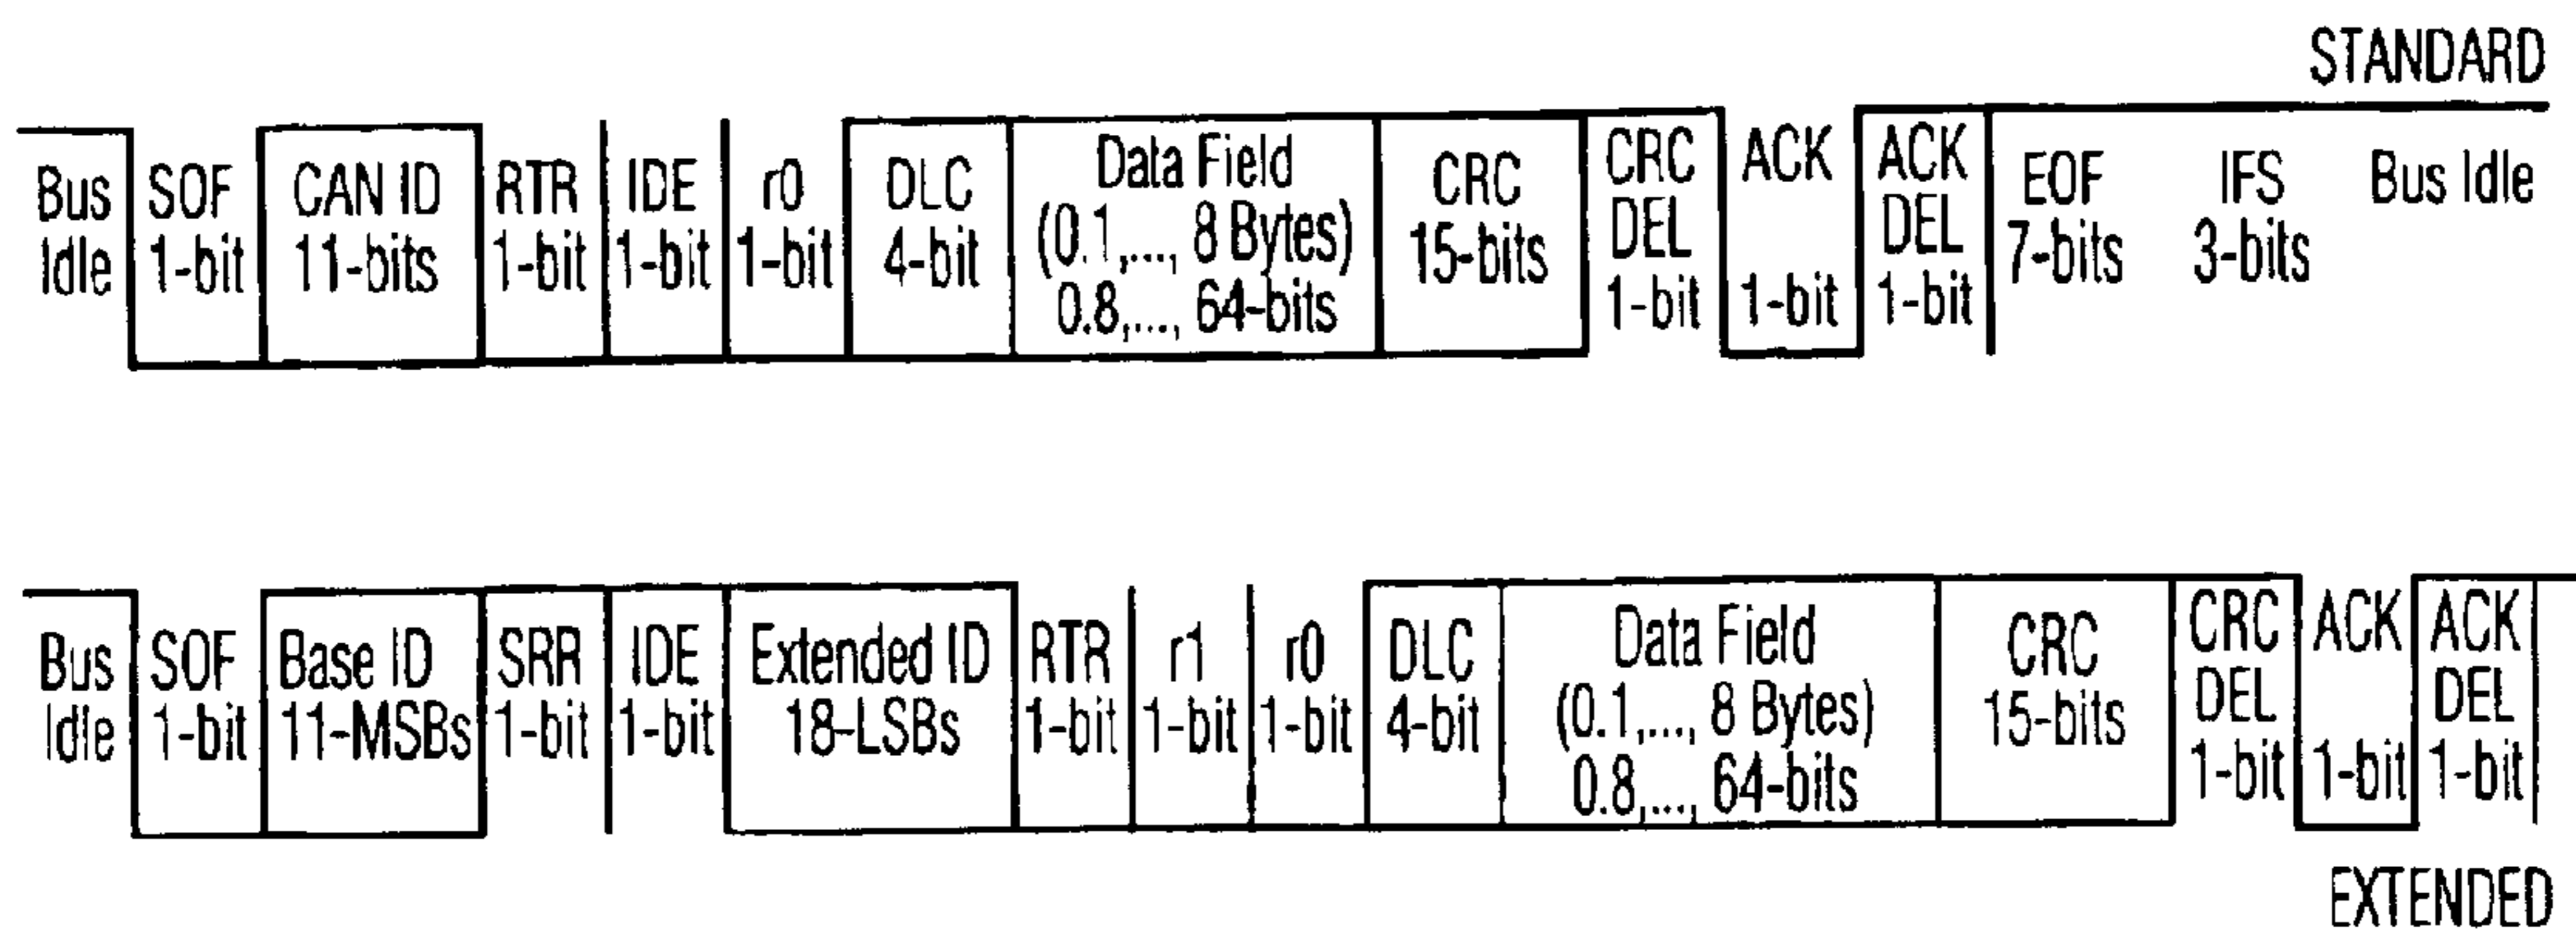 STANDARD
Bus Idle
SOF 1-bit
CAN ID 11-bits
RTR 1-bit
IDE 1-bit
r0 1-bit
DLC 4-bit
Data Field
(0.1,..., 8 Bytes)
0.8,..., 64-bits
CRC 15-bits
CRC DEL 1-bit
ACK 1-bit
ACK DEL 1-bit
EOF 7-bits
IFS 3-bits
Bus Idle
Bus Idle
SOF 1-bit
Base ID 11-MSBs
SRR 1-bit
IDE 1-bit
Extended ID 18-LSBs
RTR 1-bit
r1 1-bit
r0 1-bit
DLC 4-bit
Data Field
(0.1,..., 8 Bytes)
0.8,..., 64-bits
CRC 15-bits
CRC DEL 1-bit
ACK 1-bit
ACK DEL 1-bit
EXTENDED